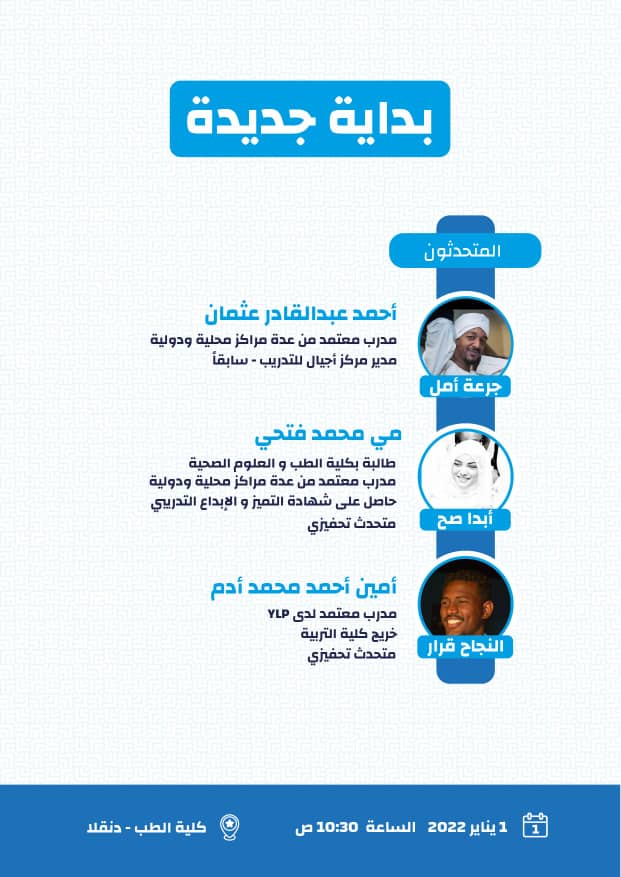 بداية جديدة
المتحدثون
أحمد عبدالقادر عثمان
مدرب معتمد من عدة مراكز محلية ودولية
مدير مركز أجيال للتدريب - سابقاً
جرعة أمل
مي محمد فتحي
طالبة بكلية الطب و العلوم الصحية
مدرب معتمد من عدة مراكز محلية ودولية
حاصل على شهادة التميز و الإبداع التدريبي
متحدث تحفيزي
أبدا صح
أمين أحمد محمد أدم
مدرب معتمد لدى YLP
خريج كلية التربية
متحدث تحفيزي
النجاح قرار
1 1 يناير 2022 الساعة 10:30 ص
كلية الطب - دنقلا